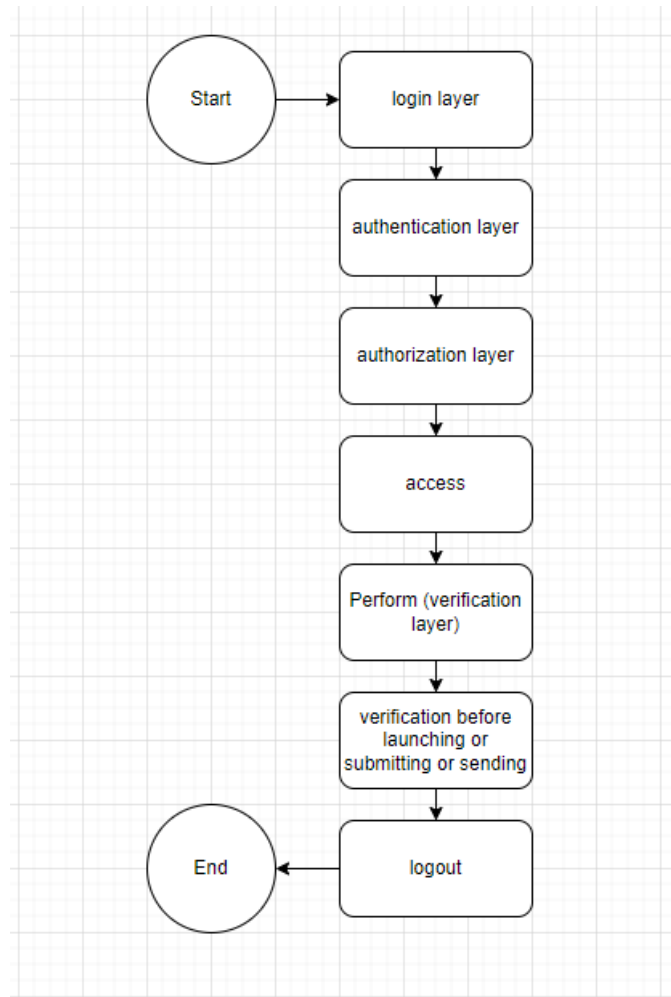 Start
login layer
authentication layer
authorization layer
access
Perform (verification
layer)
verification before
launching or
submitting or sending
logout
End